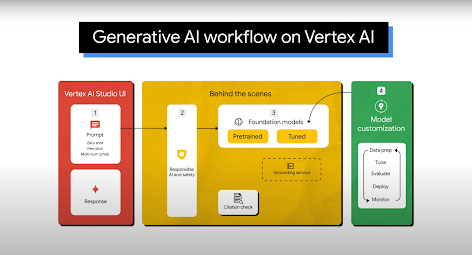 Generative AI workflow on Vertex AI
Vertex AI Studio UI
1
Prompt
Zero shot
Few shot
Multi-turn (chat)
Response
Behind the scenes
2
Responsible
AI and safety
3
Foundation models
Pretrained
Tuned
Grounding service
Citation check
4
Model
customization
Data prep
Tune
Evaluate
Deploy
Monitor